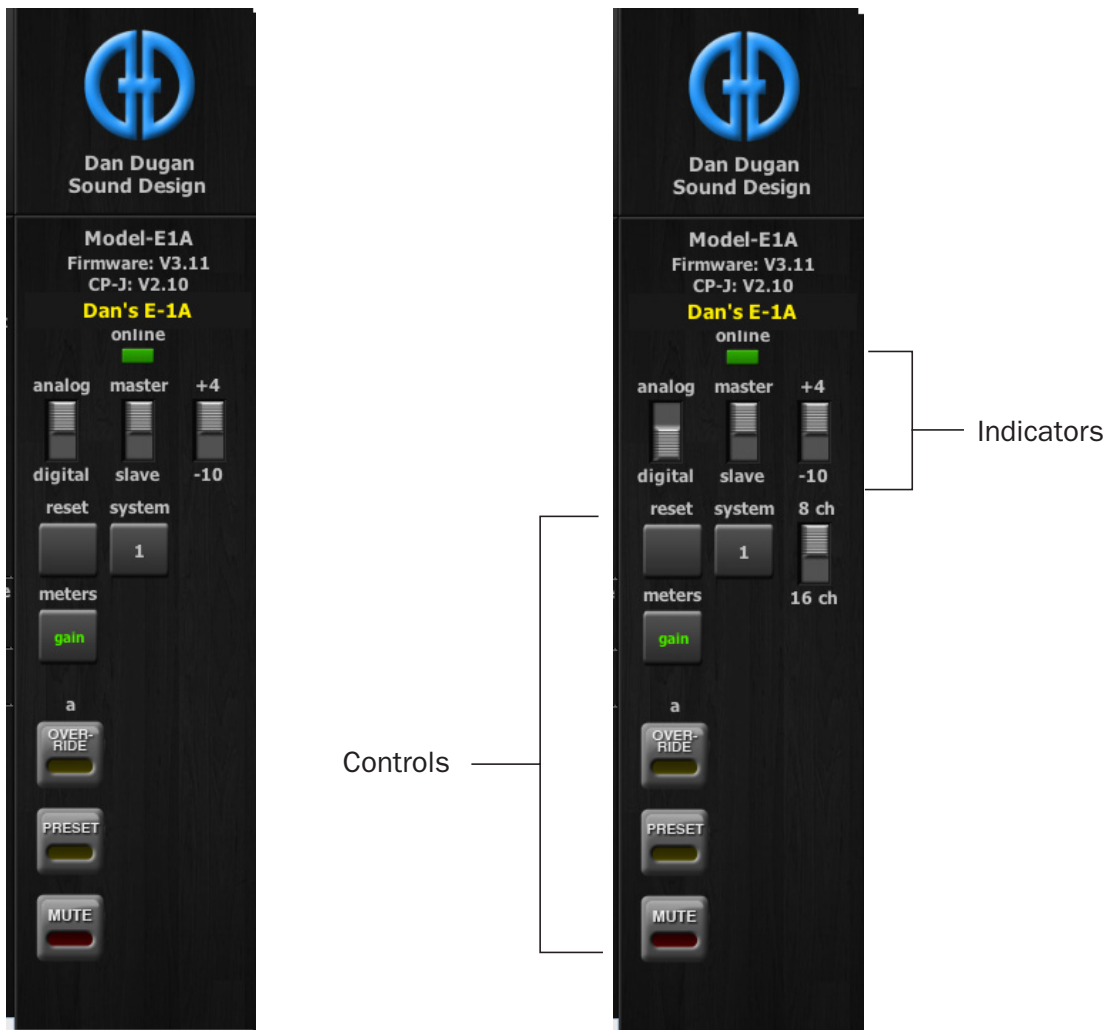 Dan Dugan
Sound Design
Model-E1A
Firmware: V3.11
CP-J: V2.10
Dan's E-1A
online
analog master +4
digital slave -10
reset system
1
meters
gain
a
OVER-
RIDE
PRESET
MUTE
Dan Dugan
Sound Design
Model-E1A
Firmware: V3.11
CP-J: V2.10
Dan's E-1A
online
analog master +4
digital slave -10
reset system 8 ch
1
meters 16 ch
gain
a
OVER-
RIDE
PRESET
MUTE
Indicators
Controls